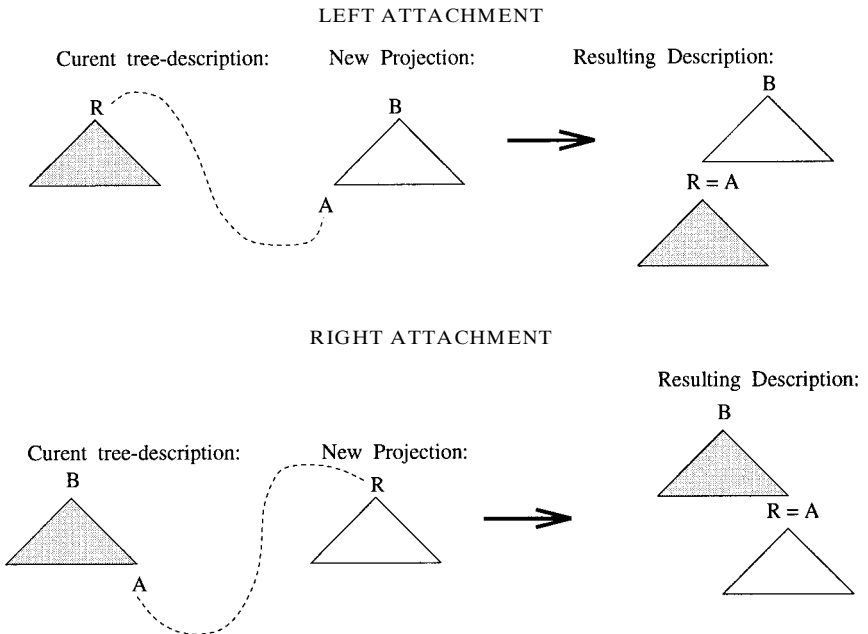 LEFT ATTACHMENT
Curent tree-description: New Projection: Resulting Description:
R B B
A
R = A
RIGHT ATTACHMENT
Resulting Description:
B
Curent tree-description: New Projection:
B R
R = A
A